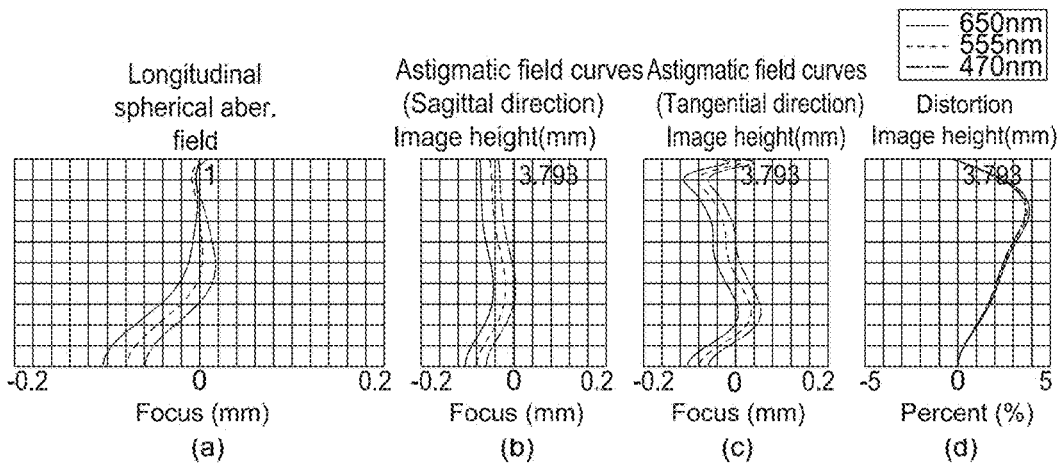 650nm
555nm
470nm
Longitudinal
spherical aber.
field
Astigmatic field curves
(Sagittal direction)
Image height(mm)
Astigmatic field curves
(Tangential direction)
Image height(mm)
Distortion
Image height(mm)
1
3.793
3.793
3.793
-0.2 0 0.2
-0.2 0 0.2
-0.2 0 0.2
-5 0 5
Focus (mm)
Focus (mm)
Focus (mm)
Percent (%)
(a)
(b)
(c)
(d)